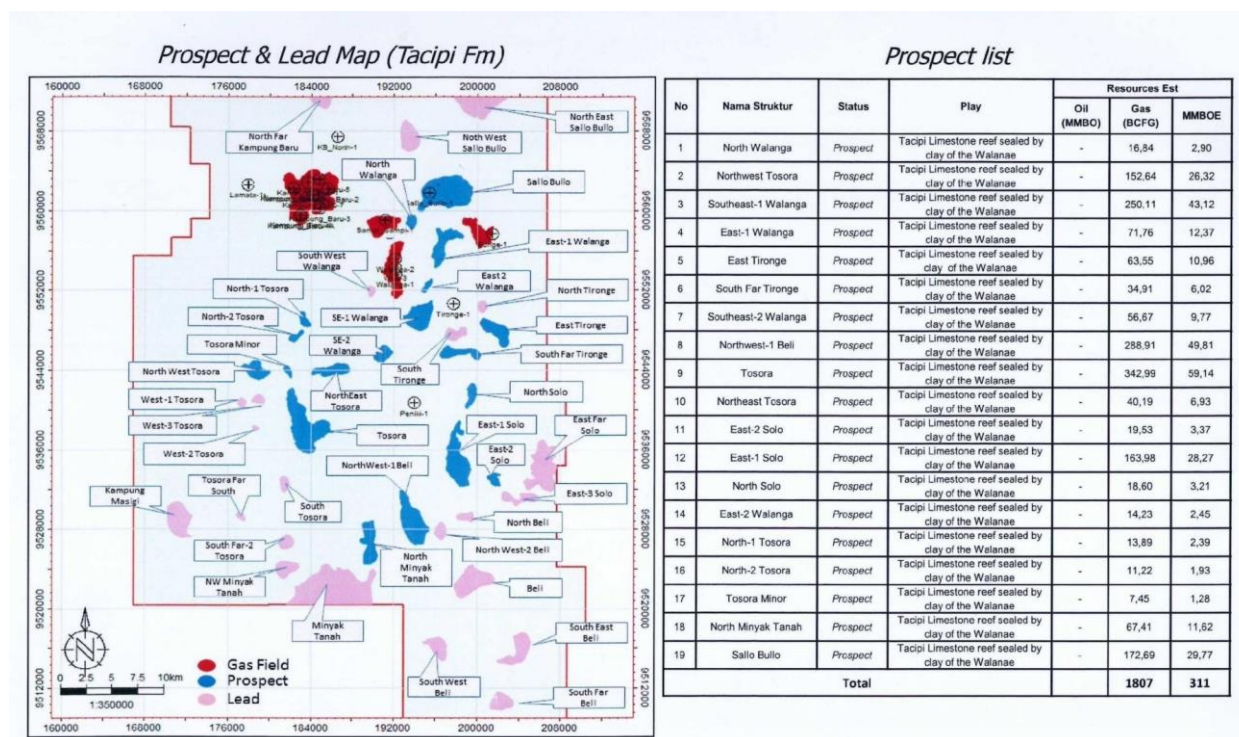 Prospect & Lead Map (Tacipi Fm)
160000 168000 176000 184000 192000 200000 208000
9568000
9560000
9552000
9544000
9536000
9528000
9520000
9512000
North Far
Kampung Baru
KB_North-1
North East
Sallo Bullo
Noth West
Sallo Bullo
North
Walanga
Sallo Bullo
East-1 Walanga
South West
Walanga
Walanga-1
East 2
Walanga
North Tironge
North-1 Tosora
North-2 Tosora
SE-1 Walanga
Tironge-1
East Tironge
Tosora Minor
SE-2
Walanga
South Far Tironge
North West Tosora
South
Tironge
NorthEast
Tosora
North Solo
West-1 Tosora
West-3 Tosora
Tosora
East-1 Solo
East Far
Solo
West-2 Tosora
NorthWest-1 Beli
East-2
Solo
Tosora Far
South
Kampung
Masigi
South
Tosora
East-3 Solo
North Beli
South Far-2
Tosora
North West-2 Beli
NW Minyak
Tanah
North
Minyak
Tanah
Beli
Minyak
Tanah
South East
Beli
South West
Beli
South Far
Beli
N
0 2.5 5 7.5 10km
1:350000
Gas Field
Prospect
Lead
9568000
9560000
9552000
9544000
9536000
9528000
9520000
9512000
160000 168000 176000 184000 192000 200000 208000
Prospect list
No Nama Struktur Status Play Resources Est
Oil (MMBO) Gas (BCFG) MMBOE
1 North Walanga Prospect Tacipi Limestone reef sealed by clay of the Walanae - 16,84 2,90
2 Northwest Tosora Prospect Tacipi Limestone reef sealed by clay of the Walanae - 152,64 26,32
3 Southeast-1 Walanga Prospect Tacipi Limestone reef sealed by clay of the Walanae - 250,11 43,12
4 East-1 Walanga Prospect Tacipi Limestone reef sealed by clay of the Walanae - 71,76 12,37
5 East Tironge Prospect Tacipi Limestone reef sealed by clay of the Walanae - 63,55 10,96
6 South Far Tironge Prospect Tacipi Limestone reef sealed by clay of the Walanae - 34,91 6,02
7 Southeast-2 Walanga Prospect Tacipi Limestone reef sealed by clay of the Walanae - 56,67 9,77
8 Northwest-1 Beli Prospect Tacipi Limestone reef sealed by clay of the Walanae - 288,91 49,81
9 Tosora Prospect Tacipi Limestone reef sealed by clay of the Walanae - 342,99 59,14
10 Northeast Tosora Prospect Tacipi Limestone reef sealed by clay of the Walanae - 40,19 6,93
11 East-2 Solo Prospect Tacipi Limestone reef sealed by clay of the Walanae - 19,53 3,37
12 East-1 Solo Prospect Tacipi Limestone reef sealed by clay of the Walanae - 163,98 28,27
13 North Solo Prospect Tacipi Limestone reef sealed by clay of the Walanae - 18,60 3,21
14 East-2 Walanga Prospect Tacipi Limestone reef sealed by clay of the Walanae - 14,23 2,45
15 North-1 Tosora Prospect Tacipi Limestone reef sealed by clay of the Walanae - 13,89 2,39
16 North-2 Tosora Prospect Tacipi Limestone reef sealed by clay of the Walanae - 11,22 1,93
17 Tosora Minor Prospect Tacipi Limestone reef sealed by clay of the Walanae - 7,45 1,28
18 North Minyak Tanah Prospect Tacipi Limestone reef sealed by clay of the Walanae - 67,41 11,62
19 Sallo Bullo Prospect Tacipi Limestone reef sealed by clay of the Walanae - 172,69 29,77
Total 1807 311